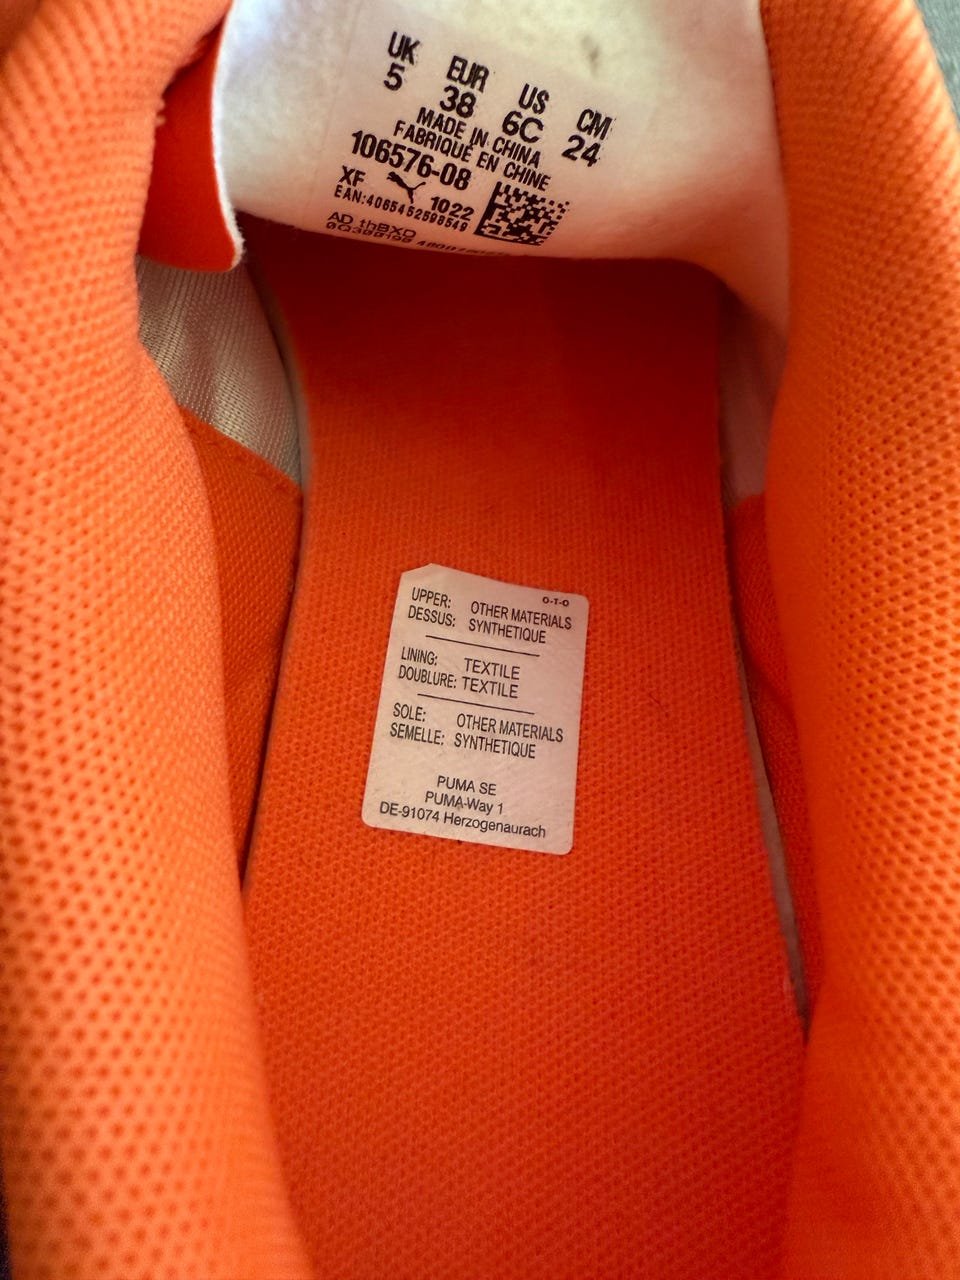 UK EUR US CM
5 38 6C 24
MADE IN CHINA
FABRIQUÉ EN CHINE
106576-08
XF 1022
EAN:4065452598549
AD thBXD
O-T-O
UPPER: OTHER MATERIALS
DESSUS: SYNTHETIQUE
LINING: TEXTILE
DOUBLURE: TEXTILE
SOLE: OTHER MATERIALS
SEMELLE: SYNTHETIQUE
PUMA SE
PUMA-Way 1
DE-91074 Herzogenaurach